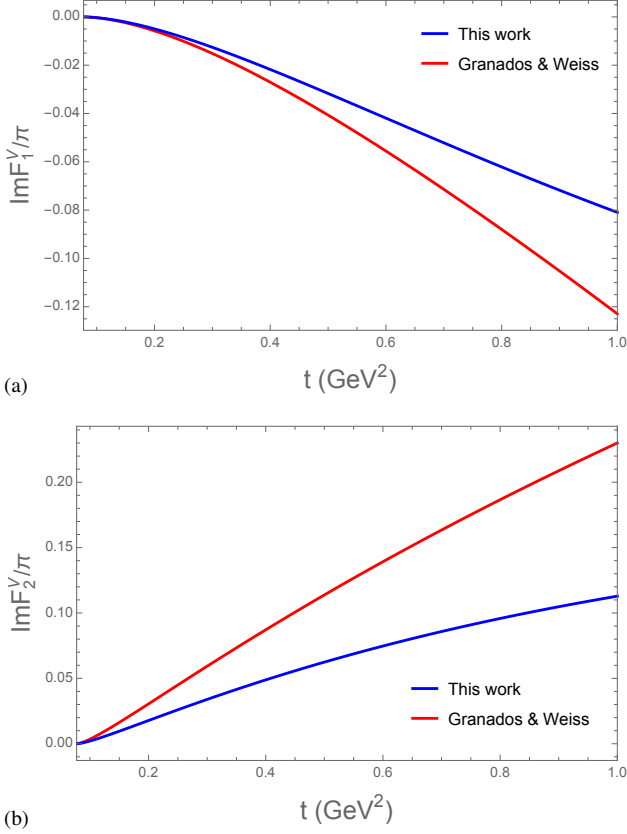 0.00
−0.02
−0.04
−0.06
−0.08
−0.10
−0.12
ImF₁ⱽ/π
This work
Granados & Weiss
0.2 0.4 0.6 0.8 1.0
t (GeV²)
(a)
0.20
0.15
0.10
0.05
0.00
ImF₂ⱽ/π
This work
Granados & Weiss
0.2 0.4 0.6 0.8 1.0
t (GeV²)
(b)